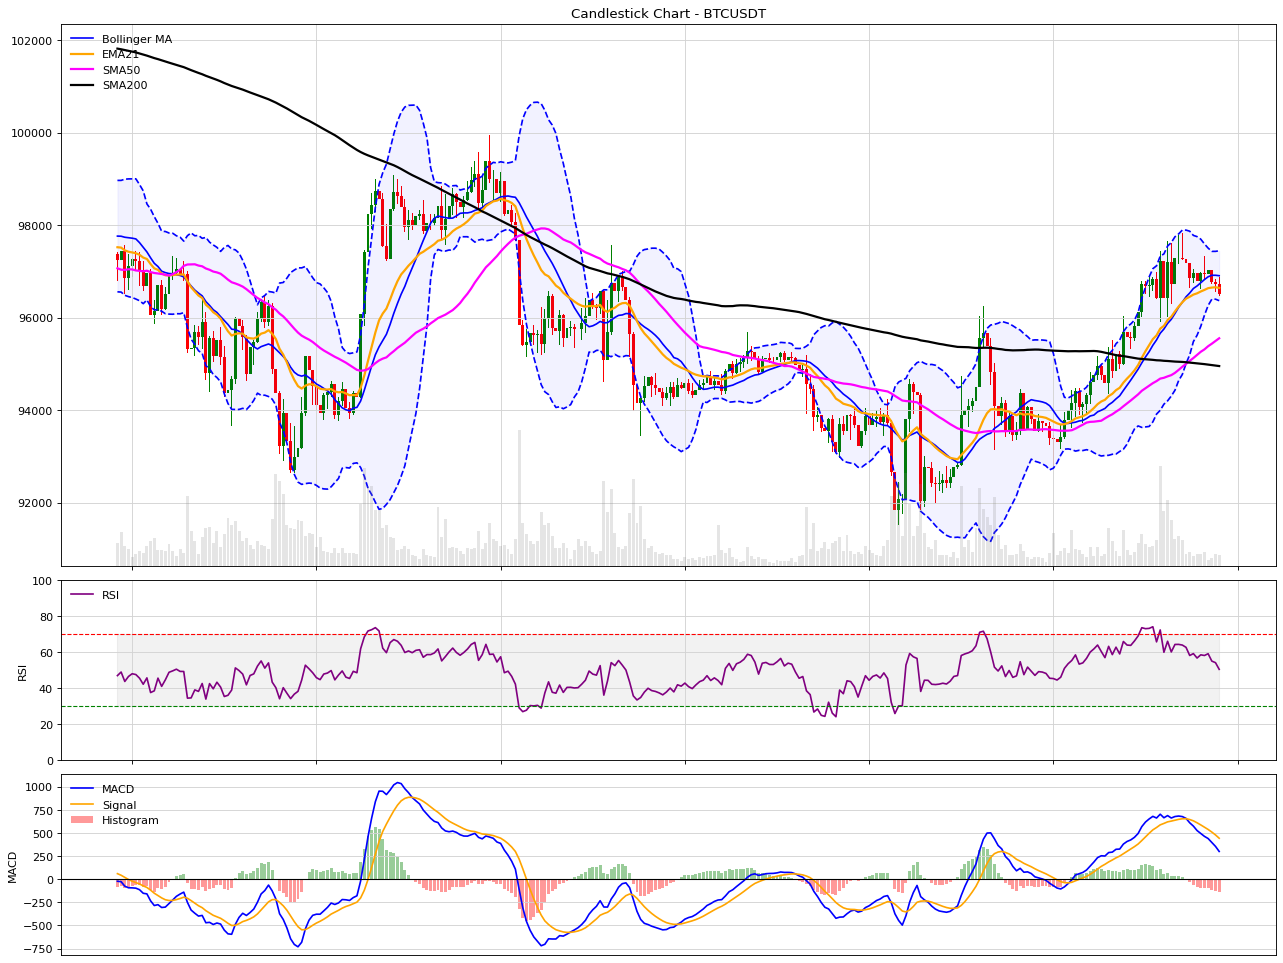 Candlestick Chart - BTCUSDT
Bollinger MA
EMA21
SMA50
SMA200
102000
100000
98000
96000
94000
92000
RSI
100
80
60
40
20
0
RSI
MACD
Signal
Histogram
1000
750
500
250
0
−250
−500
−750
MACD